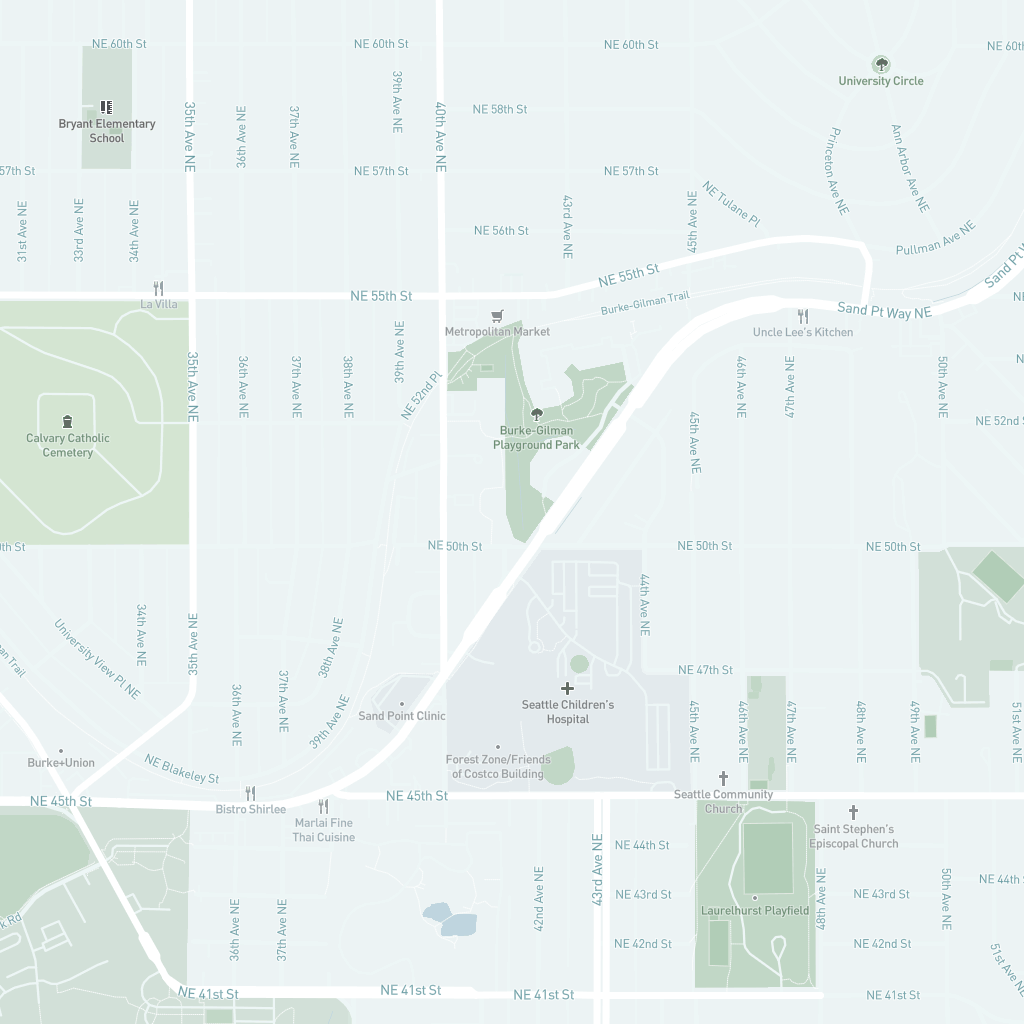 NE 60th St
NE 60th St
NE 60th St
NE 60th
University Circle
39th Ave NE
35th Ave NE
40th Ave NE
36th Ave NE
37th Ave NE
NE 58th St
Bryant Elementary
School
Princeton Ave NE
Ann Arbor Ave NE
57th St
NE 57th St
NE 57th St
NE Tulane Pl
31st Ave NE
33rd Ave NE
34th Ave NE
43rd Ave NE
45th Ave NE
NE 56th St
Pullman Ave NE
NE 55th St
Sand Pt W
La Villa
NE 55th St
Burke-Gilman Trail
Sand Pt Way NE
Metropolitan Market
Uncle Lee's Kitchen
39th Ave NE
35th Ave NE
36th Ave NE
37th Ave NE
38th Ave NE
46th Ave NE
47th Ave NE
50th Ave NE
NE 52nd Pl
Calvary Catholic
Cemetery
Burke-Gilman
Playground Park
45th Ave NE
NE 52nd S
th St
NE 50th St
NE 50th St
NE 50th St
44th Ave NE
34th Ave NE
35th Ave NE
38th Ave NE
University View Pl NE
an Trail
NE 47th St
36th Ave NE
37th Ave NE
39th Ave NE
Sand Point Clinic
Seattle Children's
Hospital
45th Ave NE
46th Ave NE
47th Ave NE
48th Ave NE
49th Ave NE
51st Ave NE
Burke+Union
NE Blakeley St
Forest Zone/Friends
of Costco Building
NE 45th St
Bistro Shirlee
NE 45th St
Seattle Community
Church
Marlai Fine
Thai Cuisine
Saint Stephen's
Episcopal Church
43rd Ave NE
NE 44th St
NE 44th
42nd Ave NE
NE 43rd St
48th Ave NE
NE 43rd St
50th Ave NE
Laurelhurst Playfield
k Rd
36th Ave NE
37th Ave NE
NE 42nd St
NE 42nd St
51st Ave NE
NE 41st St
NE 41st St
NE 41st St
NE 41st St